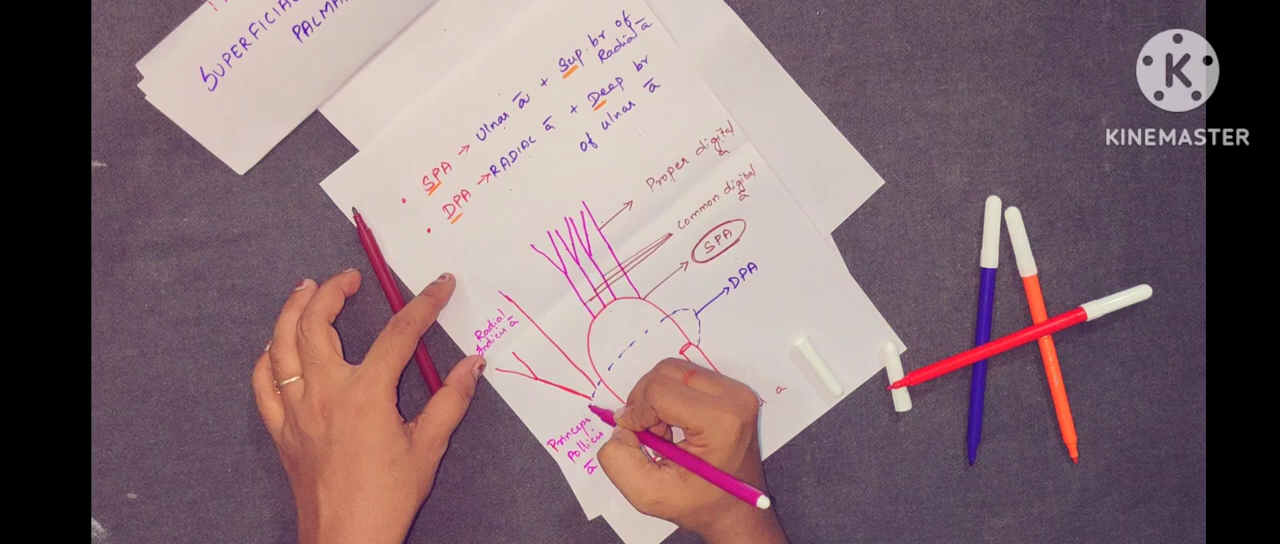 SUPERFICIAL
PALMA
• SPA → Ulnar ā + Sup. br of
Radial ā
• DPA → RADIAL ā + Deep br
of ulnar ā
Proper digital
ā
Common digital
ā
SPA
DPA
Radial
Indicis ā
Princeps
Pollicis
ā
a
K
KINEMASTER